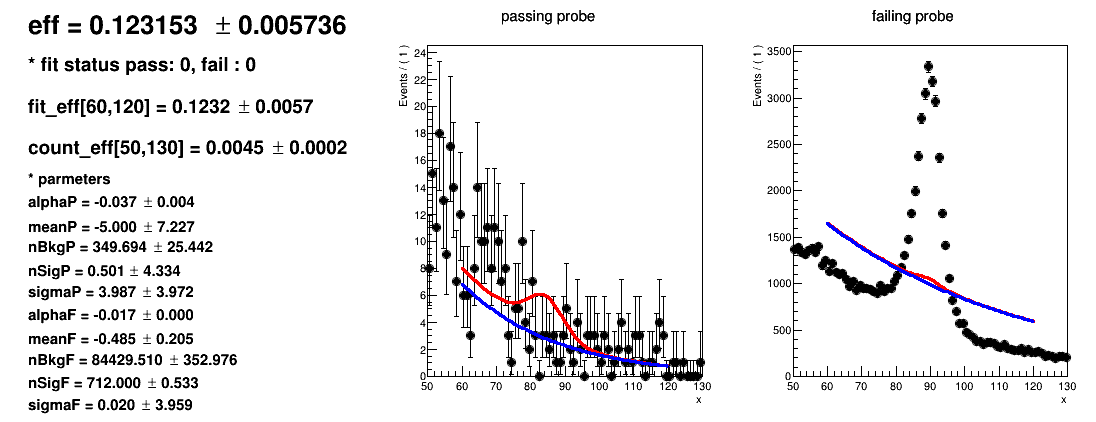 eff = 0.123153 ± 0.005736
* fit status pass: 0, fail : 0
fit_eff[60,120] = 0.1232 ± 0.0057
count_eff[50,130] = 0.0045 ± 0.0002
* parmeters
alphaP = -0.037 ± 0.004
meanP = -5.000 ± 7.227
nBkgP = 349.694 ± 25.442
nSigP = 0.501 ± 4.334
sigmaP = 3.987 ± 3.972
alphaF = -0.017 ± 0.000
meanF = -0.485 ± 0.205
nBkgF = 84429.510 ± 352.976
nSigF = 712.000 ± 0.533
sigmaF = 0.020 ± 3.959
passing probe
Events / ( 1 )
24
22
20
18
16
14
12
10
8
6
4
2
0
50 60 70 80 90 100 110 120 130
x
failing probe
Events / ( 1 )
3500
3000
2500
2000
1500
1000
500
0
50 60 70 80 90 100 110 120 130
x